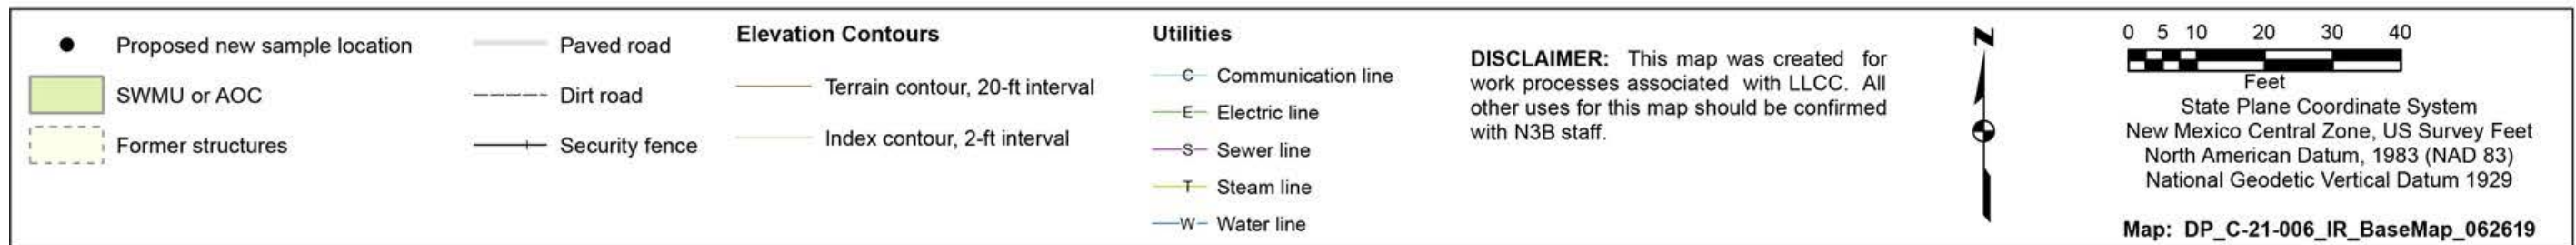 Proposed new sample location
SWMU or AOC
Former structures
Paved road
Dirt road
Security fence
Elevation Contours
Terrain contour, 20-ft interval
Index contour, 2-ft interval
Utilities
C Communication line
E Electric line
S Sewer line
T Steam line
W Water line
DISCLAIMER: This map was created for
work processes associated with LLCC. All
other uses for this map should be confirmed
with N3B staff.
N
0 5 10 20 30 40
Feet
State Plane Coordinate System
New Mexico Central Zone, US Survey Feet
North American Datum, 1983 (NAD 83)
National Geodetic Vertical Datum 1929
Map: DP_C-21-006_IR_BaseMap_062619